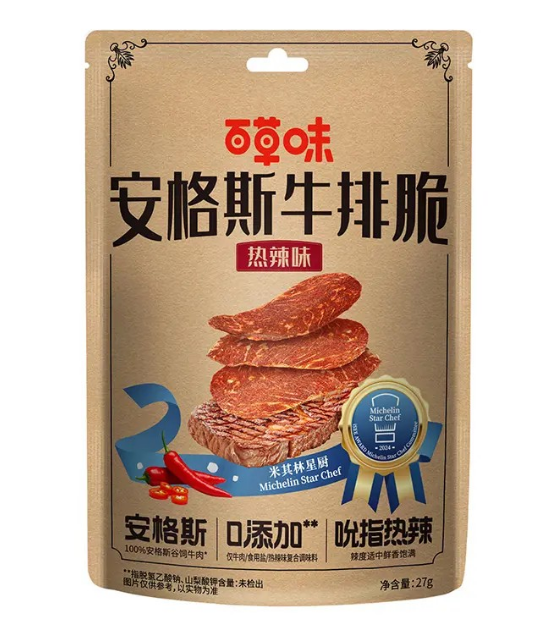 百草味
安格斯牛排脆
热辣味
Michelin
Star Chef
2024
米其林星厨
Michelin Star Chef
安格斯
100%安格斯谷饲牛肉*
0添加**
仅牛肉/食用盐/热辣味复合调味料
吮指热辣
辣度适中鲜香饱满
**指脱氢乙酸钠,山梨酸钾含量:未检出
图片仅供参考,以实物为准
净含量:27g